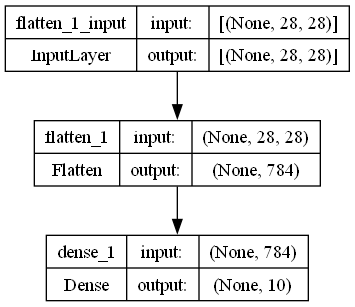 flatten_1_input input: [(None, 28, 28)]
InputLayer output: [(None, 28, 28)]
flatten_1 input: (None, 28, 28)
Flatten output: (None, 784)
dense_1 input: (None, 784)
Dense output: (None, 10)